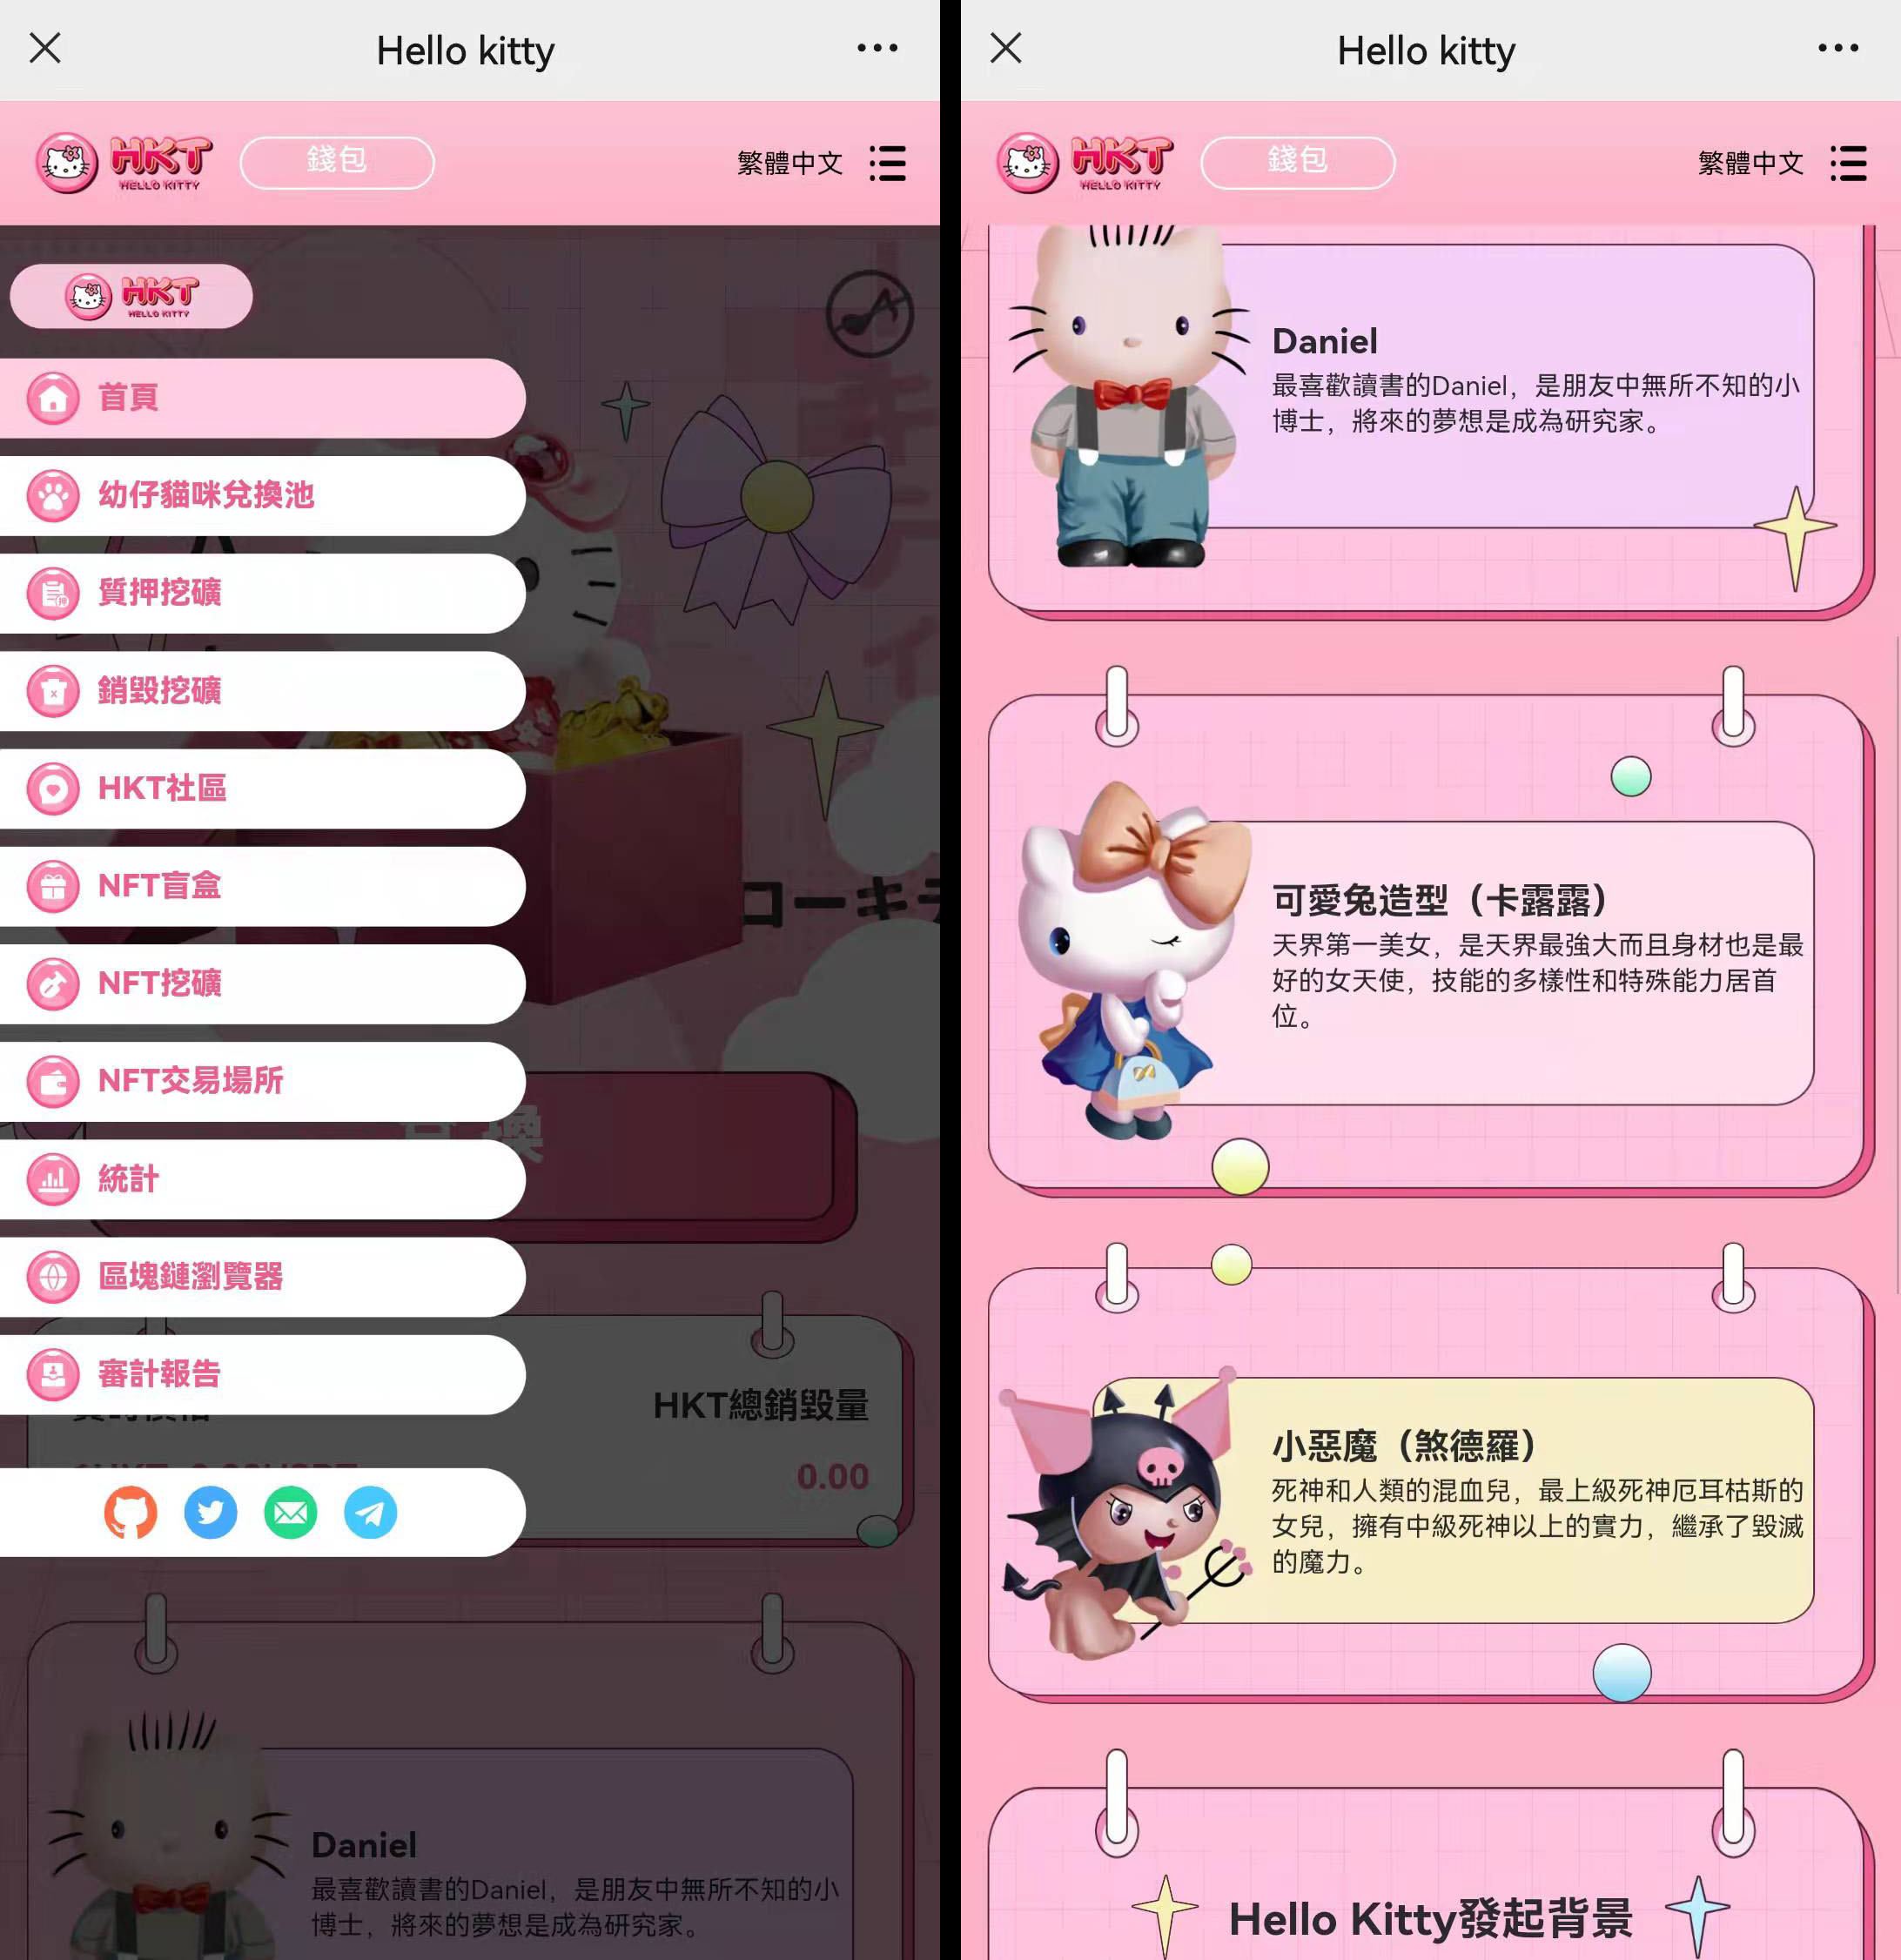 Hello kitty
HKT
HELLO KITTY
錢包
繁體中文
HKT
HELLO KITTY
首頁
幼仔貓咪兌換池
質押挖礦
銷毀挖礦
HKT社區
NFT盲盒
NFT挖礦
NFT交易場所
統計
區塊鏈瀏覽器
審計報告
コーキテ
HKT總銷毀量
0.00
Daniel
最喜歡讀書的Daniel，是朋友中無所不知的小
博士，將來的夢想是成為研究家。
Hello kitty
HKT
HELLO KITTY
錢包
繁體中文
Daniel
最喜歡讀書的Daniel，是朋友中無所不知的小
博士，將來的夢想是成為研究家。
可愛兔造型（卡露露）
天界第一美女，是天界最強大而且身材也是最
好的女天使，技能的多樣性和特殊能力居首
位。
小惡魔（煞德羅）
死神和人類的混血兒，最上級死神厄耳枯斯的
女兒，擁有中級死神以上的實力，繼承了毀滅
的魔力。
Hello Kitty發起背景